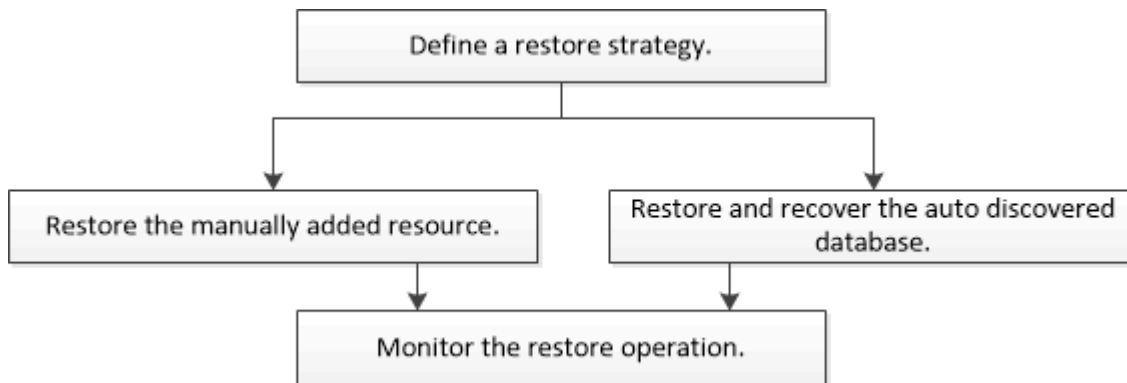 Define a restore strategy.
Restore the manually added resource.
Restore and recover the auto discovered
database.
Monitor the restore operation.